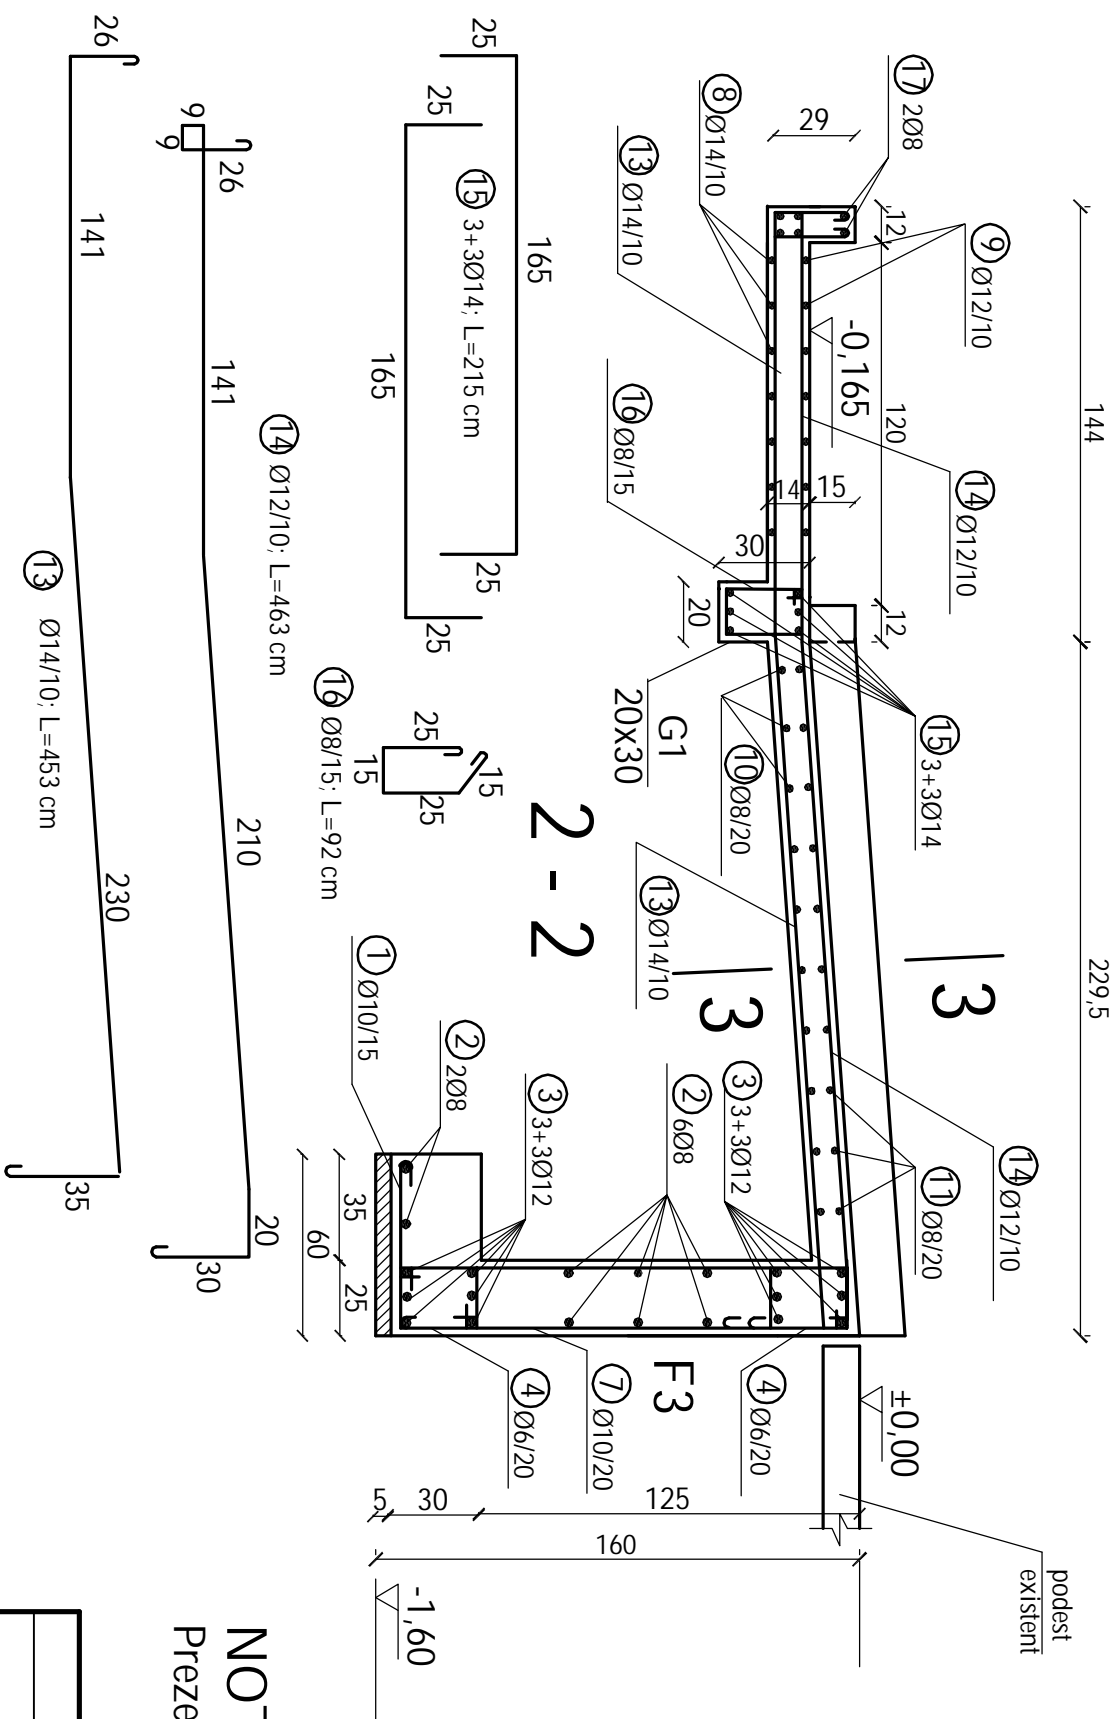 144
229,5
12
120
12
podest
existent
17 2Ø8
9 Ø12/10
14 Ø12/10
3
14 Ø12/10
15 3+3Ø14
11 Ø8/20
29
-0,165
±0,00
8 Ø14/10
15
14
30
3
3 3+3Ø12
4 Ø6/20
13 Ø14/10
16 Ø8/15
20
G1
20x30
10 Ø8/20
13 Ø14/10
2 6Ø8
F3
7 Ø10/20
3 3+3Ø12
4 Ø6/20
2 2Ø8
1 Ø10/15
35
25
60
5
30
125
160
-1,60
2 - 2
25
165
25
15 3+3Ø14; L=215 cm
25
165
25
25
15
15
25
16 Ø8/15; L=92 cm
14 Ø12/10; L=463 cm
9
9
26
141
210
20
30
26
141
230
35
13 Ø14/10; L=453 cm
NOT
Preze